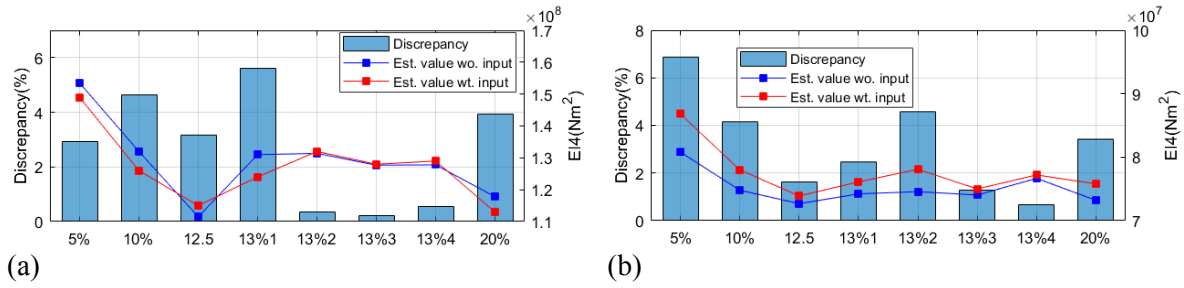 ×10⁸
×10⁷
Discrepancy(%)
6
4
2
0
Discrepancy
Est. value wo. input
Est. value wt. input
1.7
1.6
1.5
1.4
1.3
1.2
1.1
EI4(Nm²)
5% 10% 12.5 13%1 13%2 13%3 13%4 20%
(a)
Discrepancy(%)
8
6
4
2
0
Discrepancy
Est. value wo. input
Est. value wt. input
10
9
8
7
EI4(Nm²)
5% 10% 12.5 13%1 13%2 13%3 13%4 20%
(b)